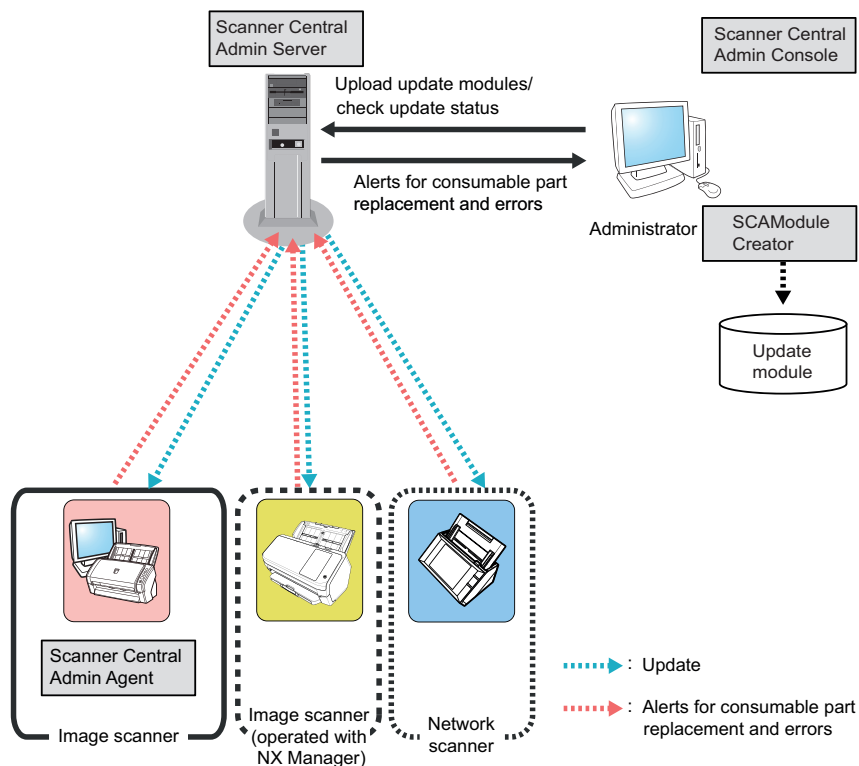 Scanner Central
Admin Server
Scanner Central
Admin Console
Upload update modules/
check update status
Alerts for consumable part
replacement and errors
Administrator
SCAModule
Creator
Update
module
Scanner Central
Admin Agent
Image scanner
Image scanner
(operated with
NX Manager)
Network
scanner
: Update
: Alerts for consumable part
replacement and errors